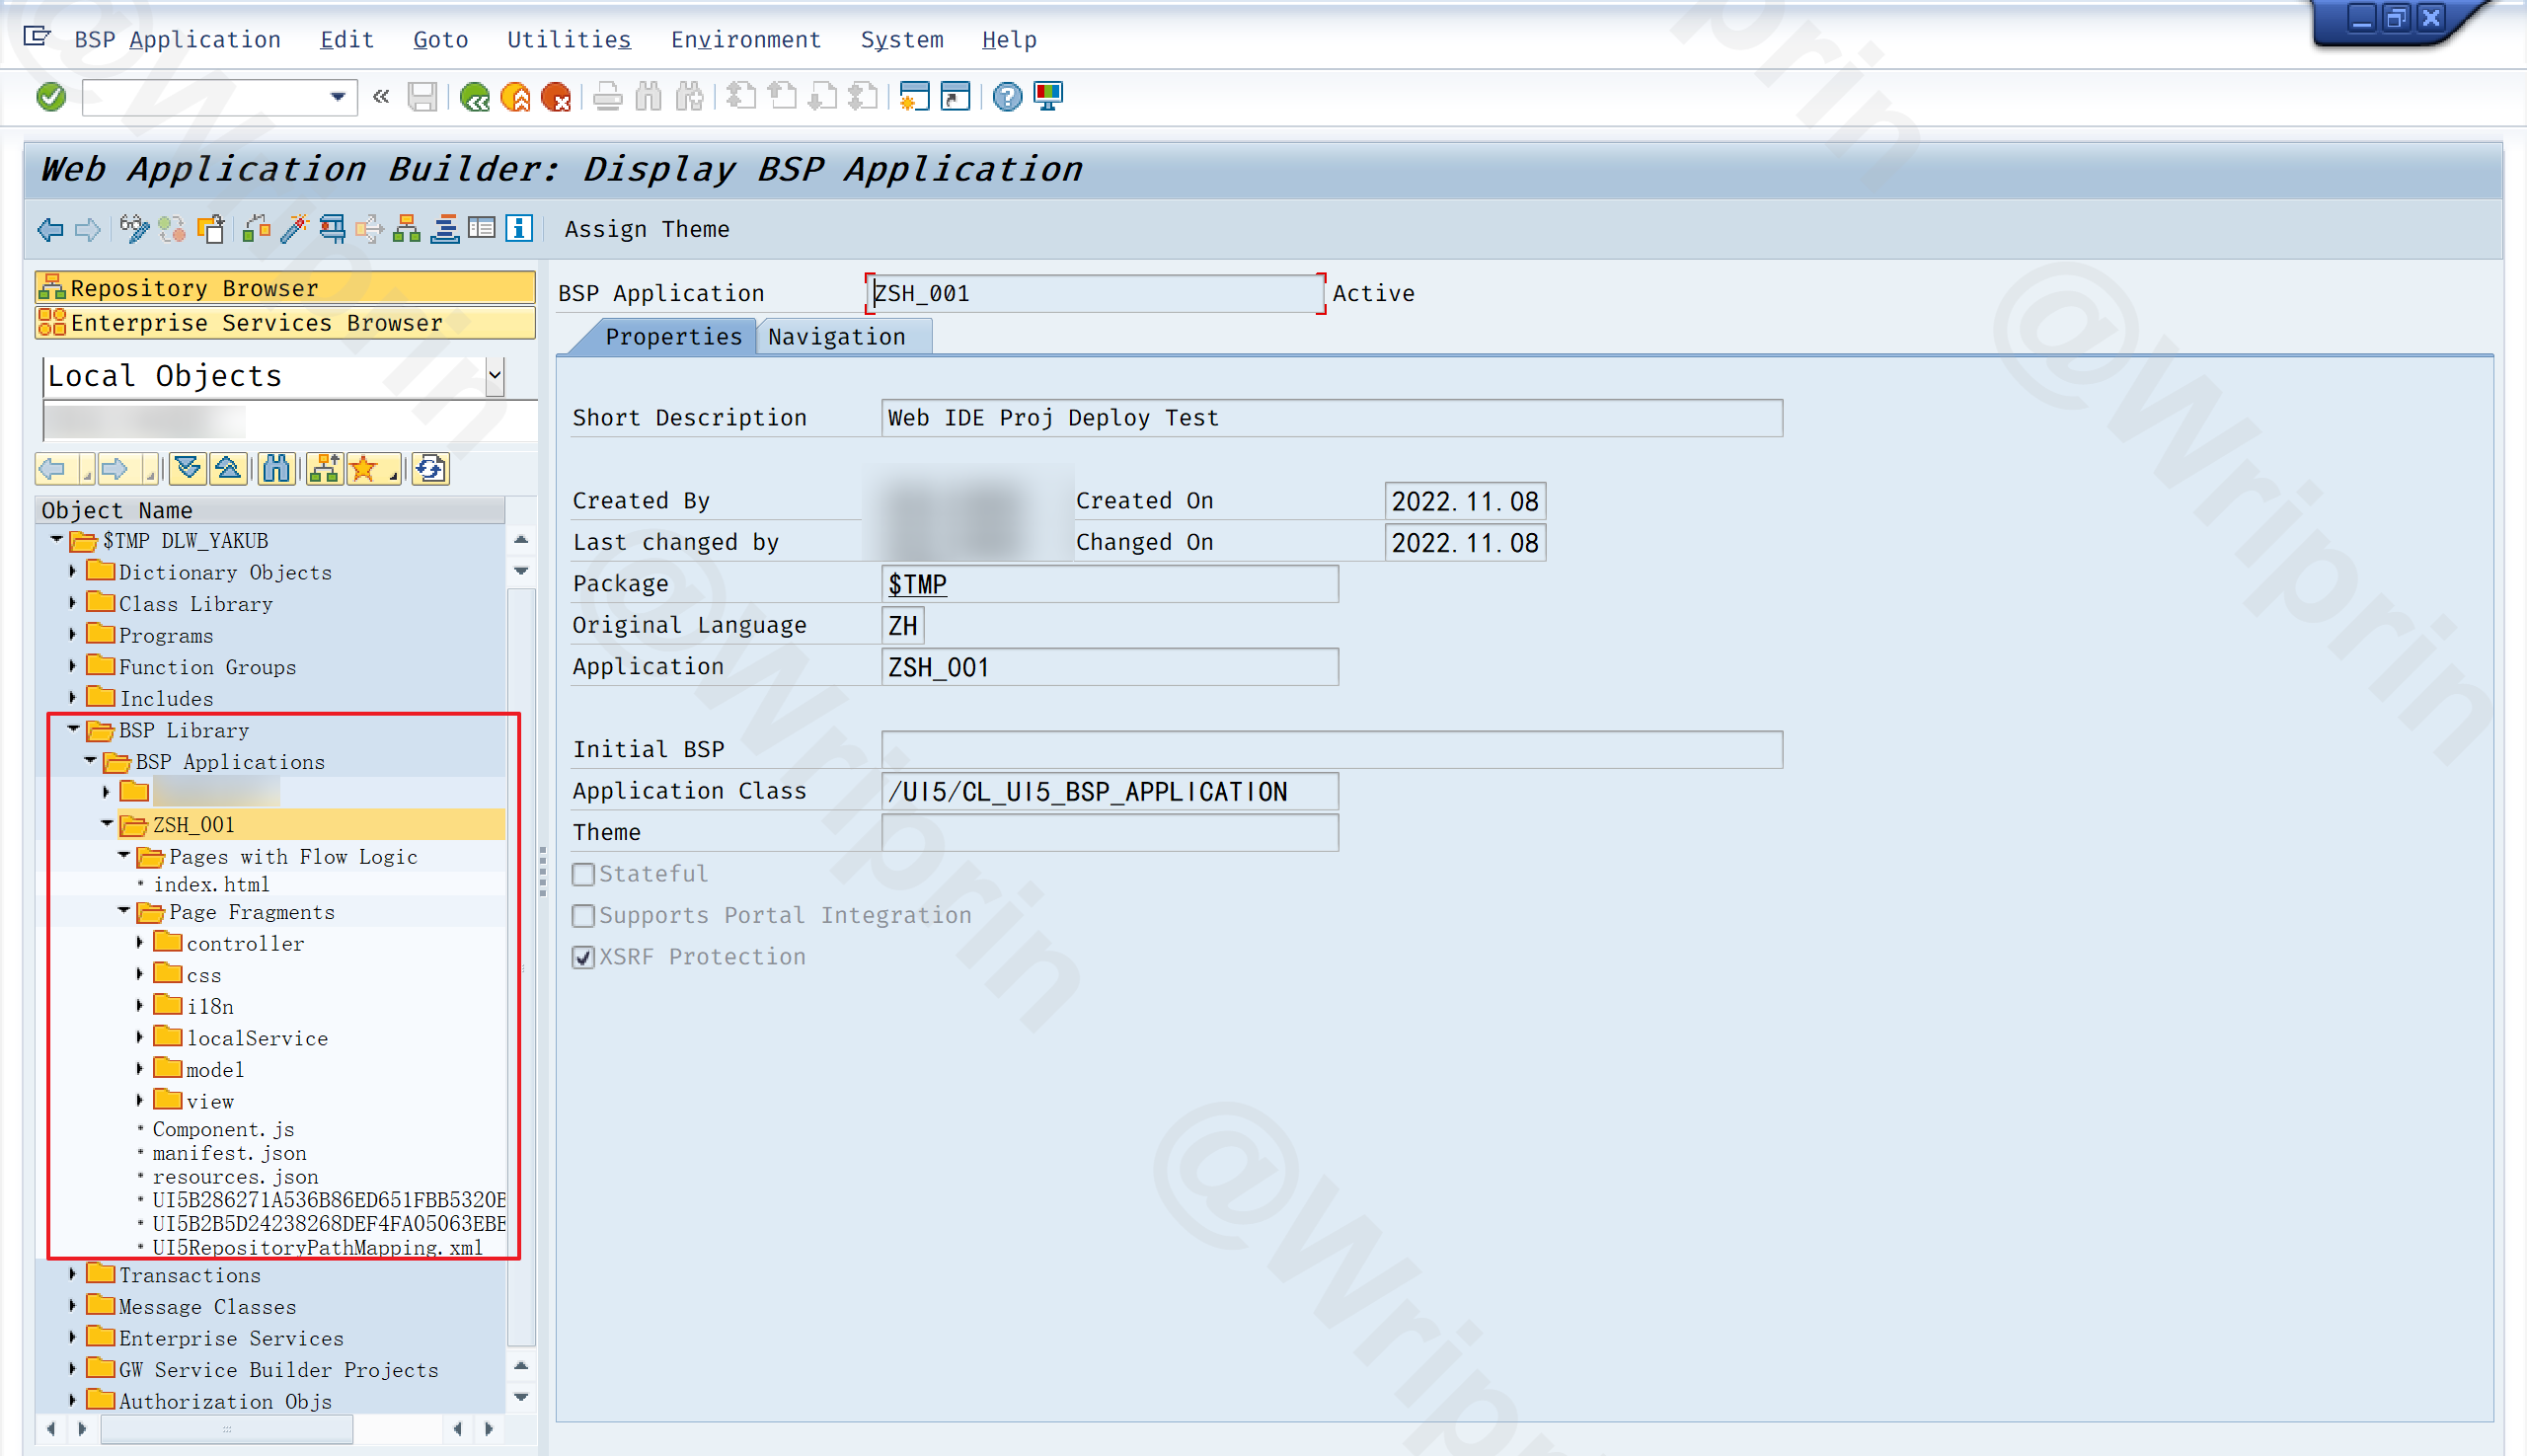 BSP Application Edit Goto Utilities Environment System Help
Web Application Builder: Display BSP Application
Assign Theme
Repository Browser
Enterprise Services Browser
Local Objects
Object Name
$TMP DLW_YAKUB
Dictionary Objects
Class Library
Programs
Function Groups
Includes
BSP Library
BSP Applications
ZSH_001
Pages with Flow Logic
index.html
Page Fragments
controller
css
i18n
localService
model
view
Component.js
manifest.json
resources.json
UI5B286271A536B86ED651FBB5320E
UI5B2B5D24238268DEF4FA05063EBE
UI5RepositoryPathMapping.xml
Transactions
Message Classes
Enterprise Services
GW Service Builder Projects
Authorization Objs
BSP Application ZSH_001 Active
Properties Navigation
Short Description Web IDE Proj Deploy Test
Created By Created On 2022.11.08
Last changed by Changed On 2022.11.08
Package $TMP
Original Language ZH
Application ZSH_001
Initial BSP
Application Class /UI5/CL_UI5_BSP_APPLICATION
Theme
Stateful
Supports Portal Integration
XSRF Protection
@Wriprin
@Wriprin
@Wriprin
@Wriprin